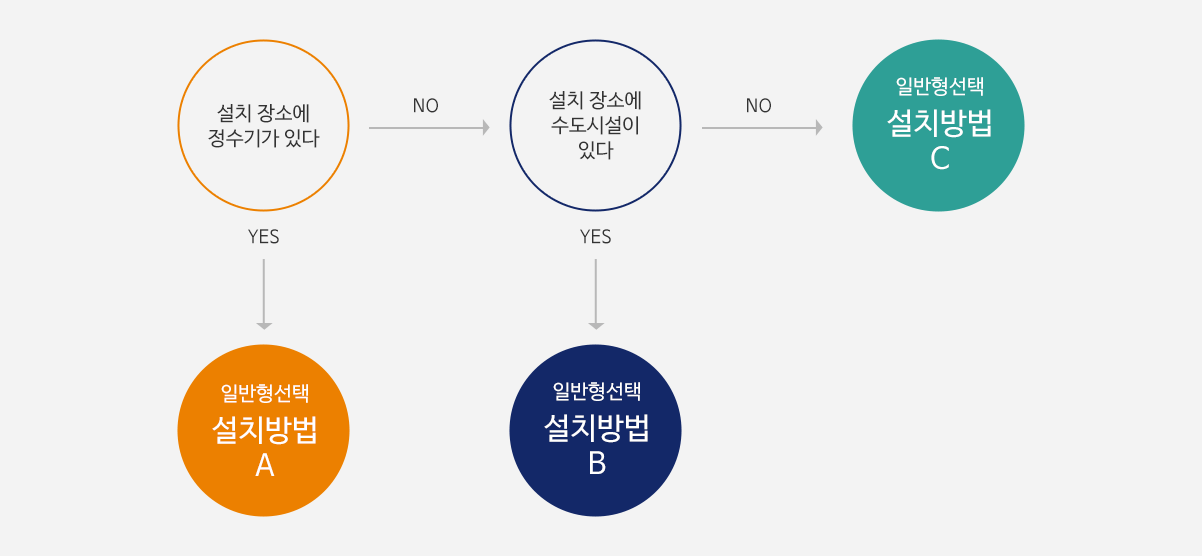 설치 장소에
정수기가 있다
NO
설치 장소에
수도시설이
있다
NO
일반형선택
설치방법
C
YES
YES
일반형선택
설치방법
A
일반형선택
설치방법
B